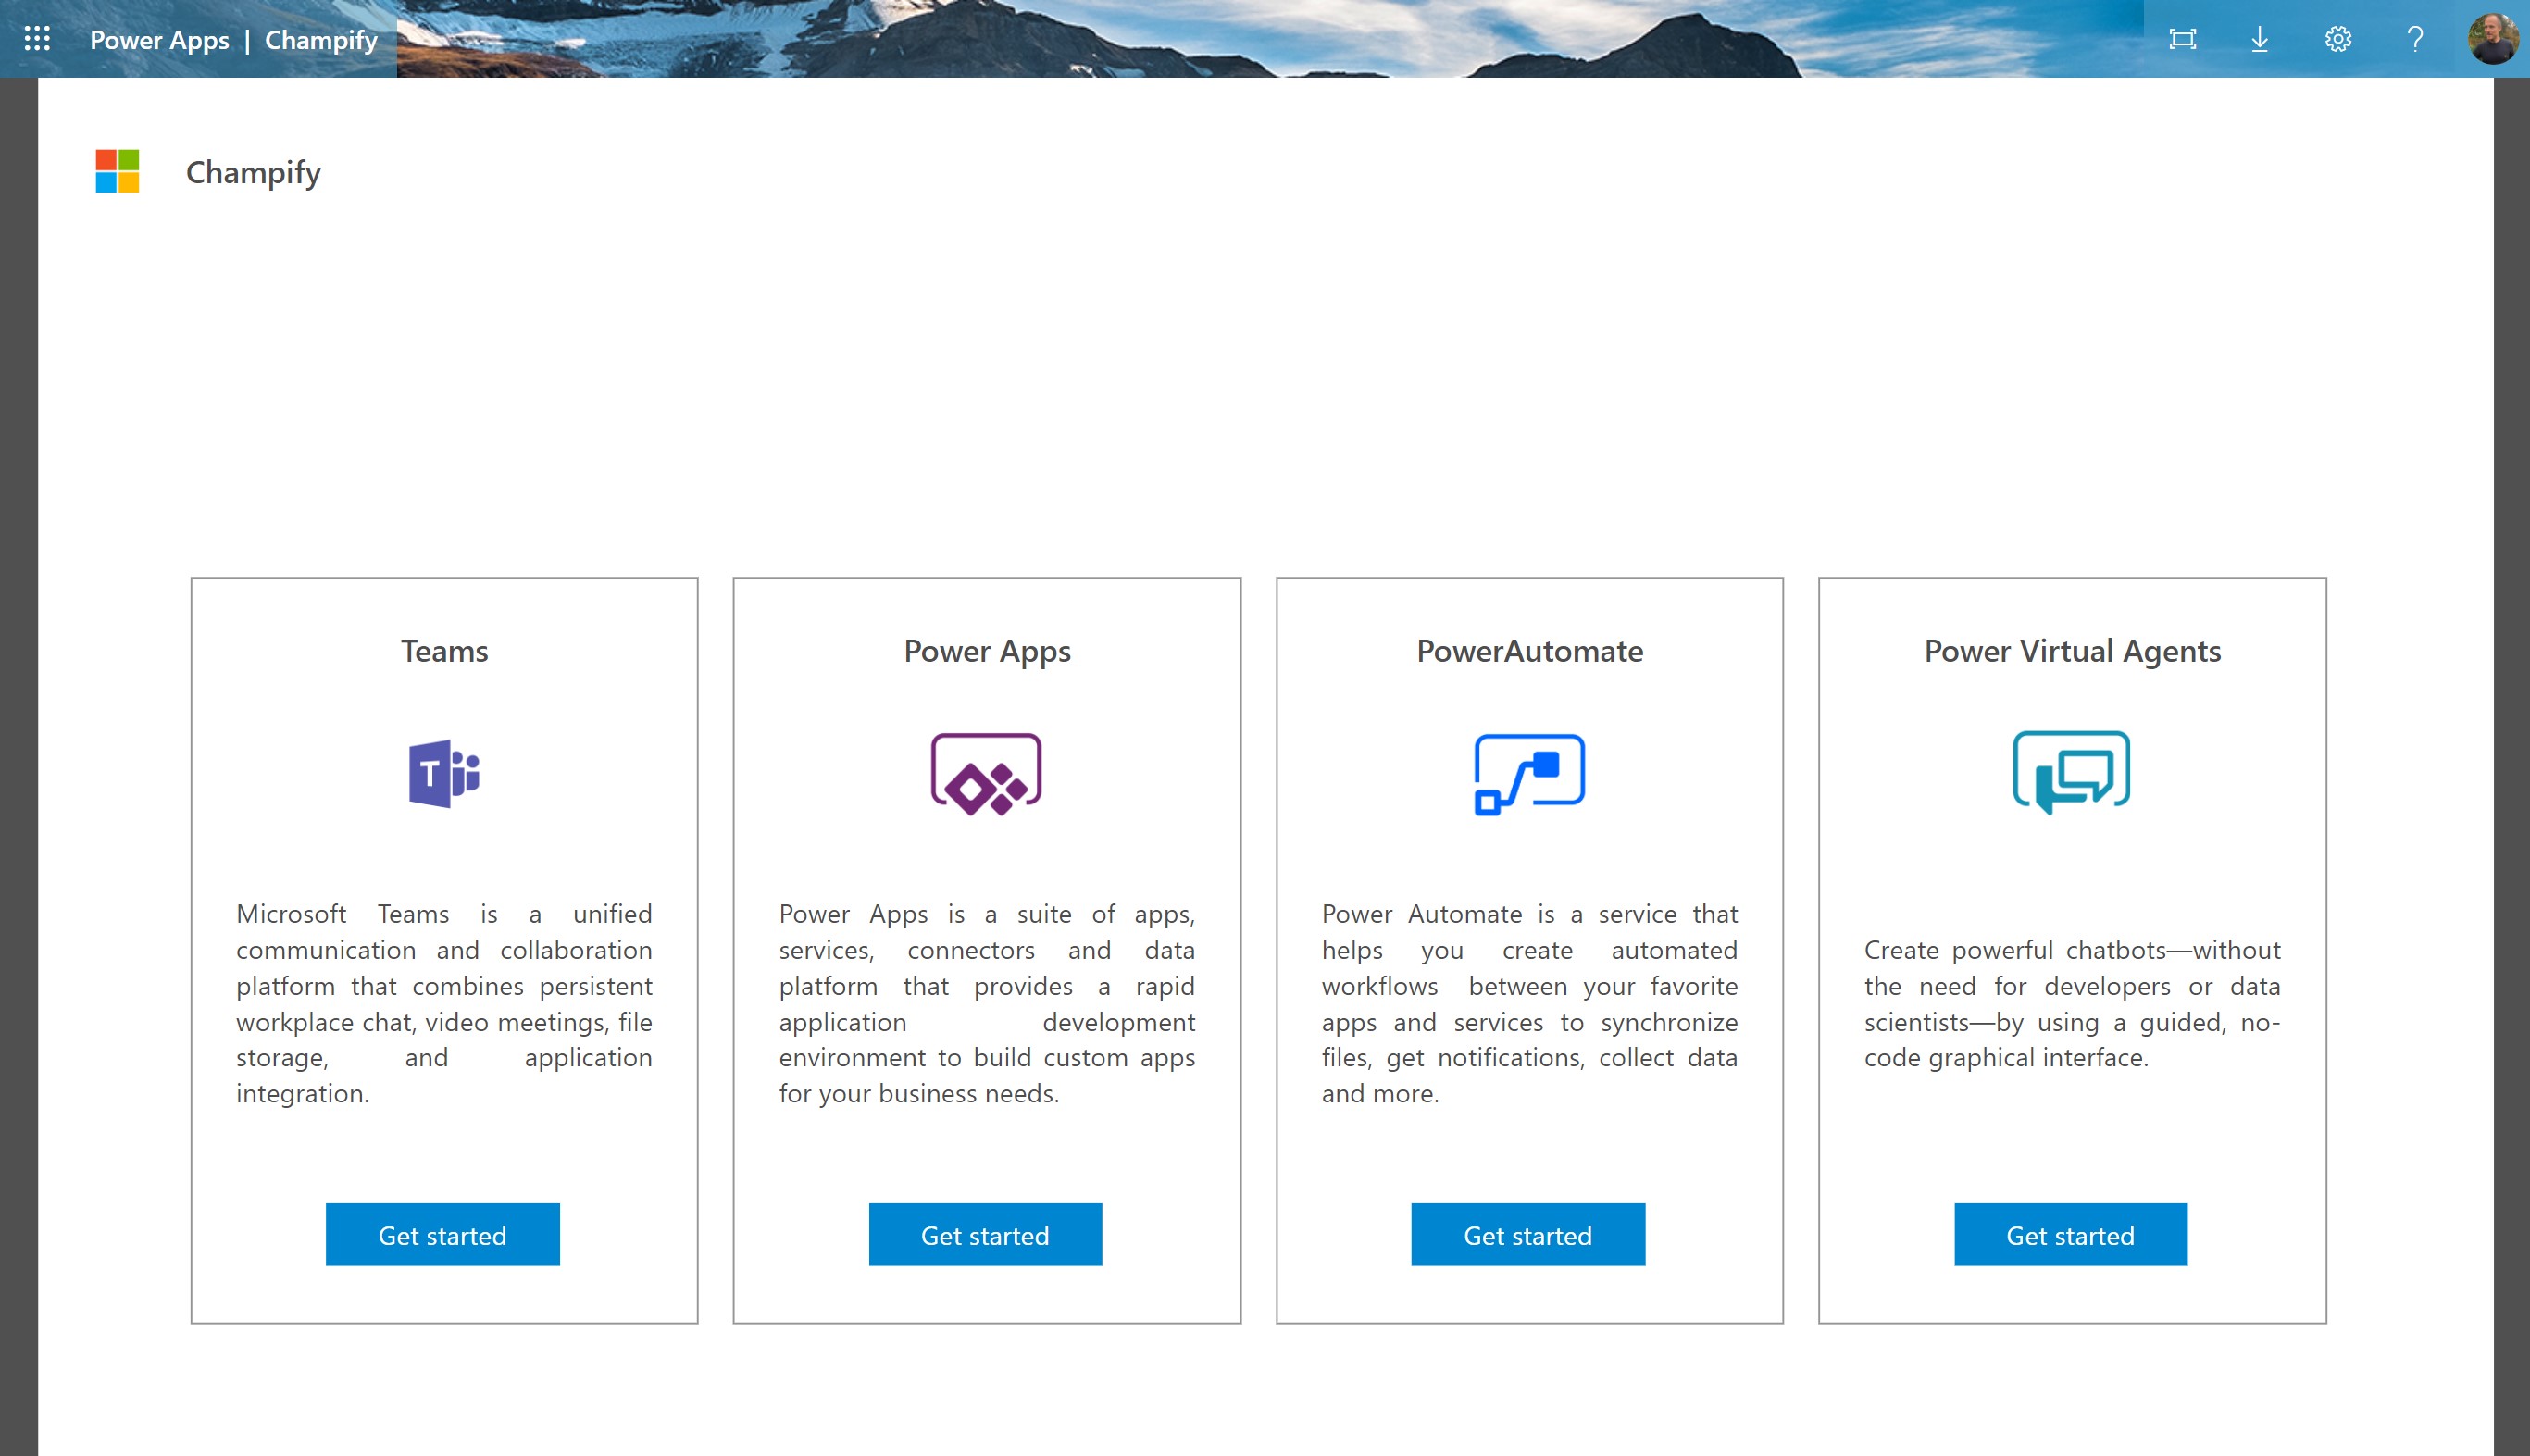 Power Apps | Champify
Champify
Teams
T
Microsoft Teams is a unified
communication and collaboration
platform that combines persistent
workplace chat, video meetings, file
storage, and application
integration.
Get started
Power Apps
Power Apps is a suite of apps,
services, connectors and data
platform that provides a rapid
application development
environment to build custom apps
for your business needs.
Get started
PowerAutomate
Power Automate is a service that
helps you create automated
workflows between your favorite
apps and services to synchronize
files, get notifications, collect data
and more.
Get started
Power Virtual Agents
Create powerful chatbots—without
the need for developers or data
scientists—by using a guided, no-
code graphical interface.
Get started